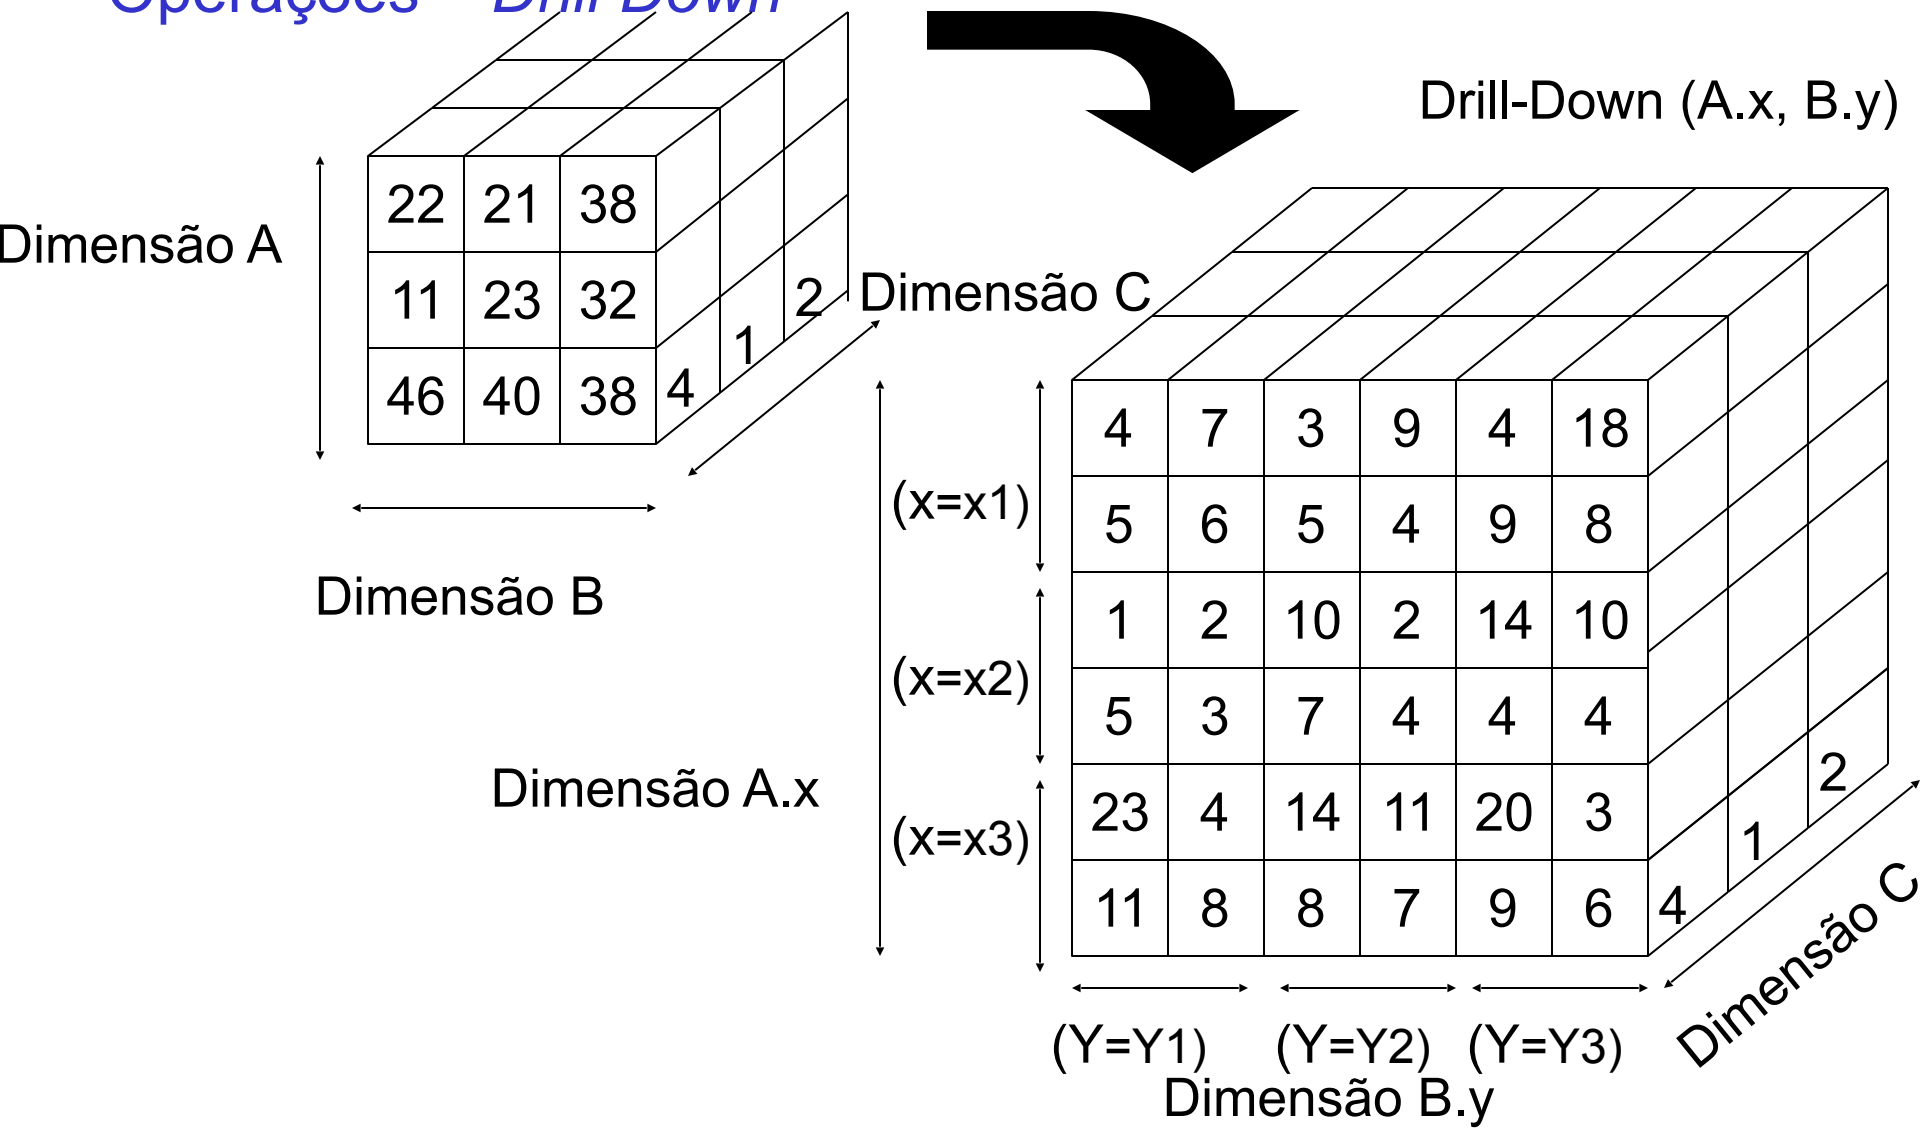 Operações – Drill Down
Drill-Down (A.x, B.y)
22 21 38
Dimensão A
11 23 32
46 40 38
4 1 2
Dimensão C
Dimensão B
4 7 3 9 4 18
(x=x1)
5 6 5 4 9 8
1 2 10 2 14 10
(x=x2)
5 3 7 4 4 4
Dimensão A.x
23 4 14 11 20 3
(x=x3)
11 8 8 7 9 6
4 1 2
Dimensão C
(Y=Y1) (Y=Y2) (Y=Y3)
Dimensão B.y